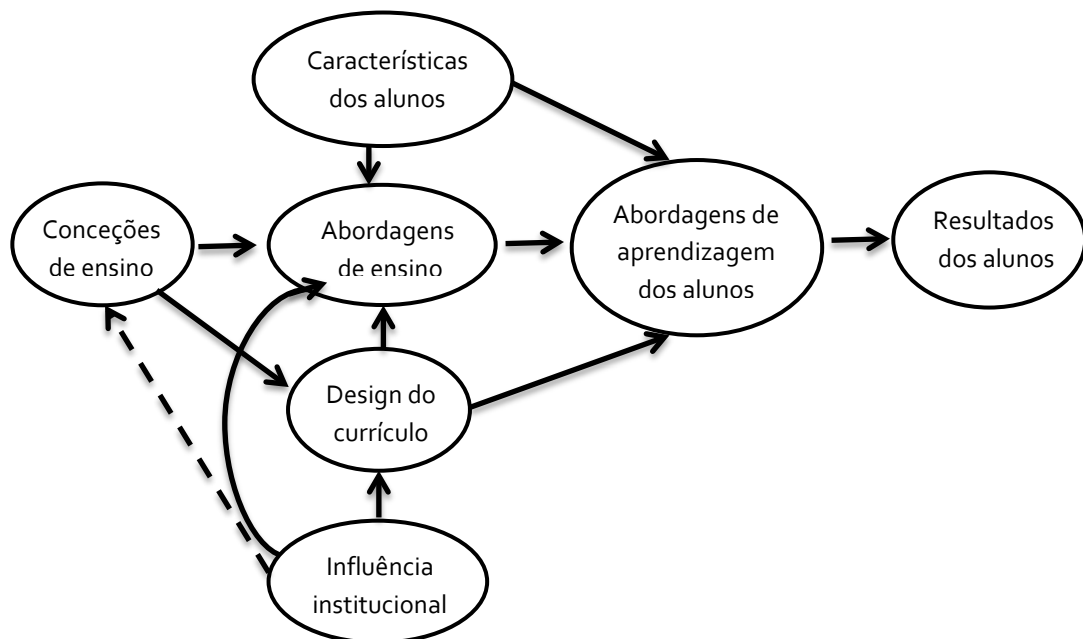 Características
dos alunos
Conceções
de ensino
Abordagens
de ensino
Abordagens de
aprendizagem
dos alunos
Resultados
dos alunos
Design do
currículo
Influência
institucional